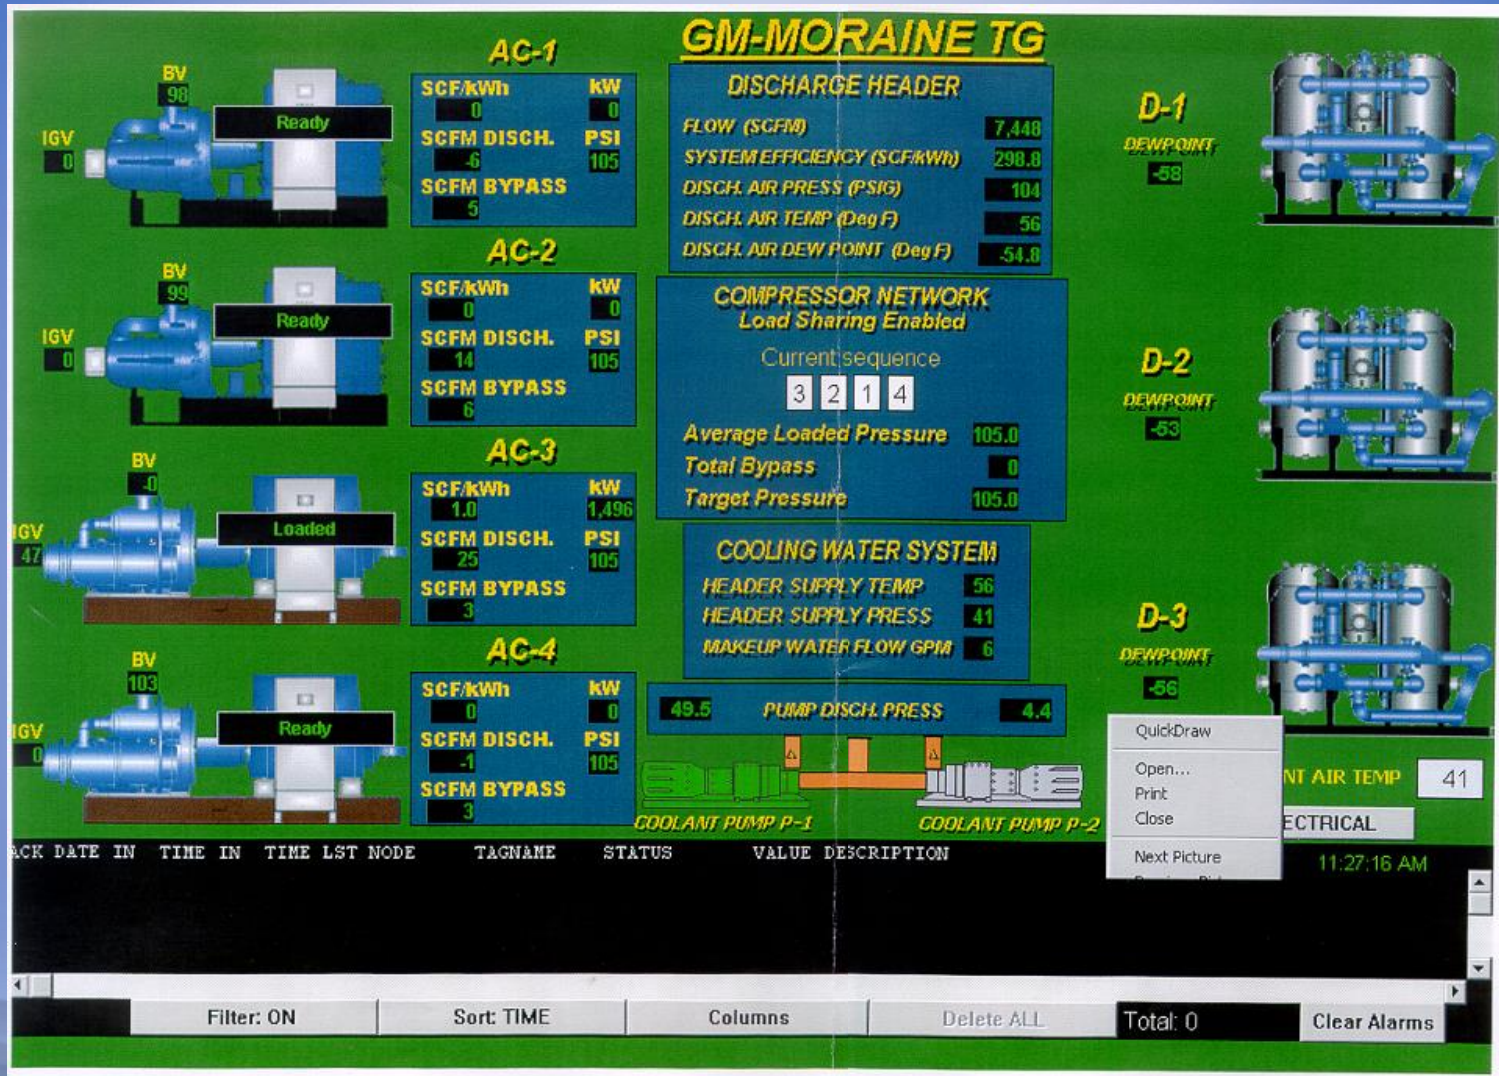 GM-MORAINE TG
AC-1
BV
98
IGV
0
Ready
SCF/kWh kW
0 0
SCFM DISCH. PSI
-6 105
SCFM BYPASS
5
AC-2
BV
99
IGV
0
Ready
SCF/kWh kW
0 0
SCFM DISCH. PSI
14 105
SCFM BYPASS
6
AC-3
BV
-0
IGV
47
Loaded
SCF/kWh kW
1.0 1,496
SCFM DISCH. PSI
25 105
SCFM BYPASS
3
AC-4
BV
103
IGV
0
Ready
SCF/kWh kW
0 0
SCFM DISCH. PSI
-1 105
SCFM BYPASS
3
DISCHARGE HEADER
FLOW (SCFM) 7,448
SYSTEM EFFICIENCY (SCF/kWh) 298.8
DISCH. AIR PRESS (PSIG) 104
DISCH. AIR TEMP (Deg F) 56
DISCH. AIR DEW POINT (Deg F) -54.8
COMPRESSOR NETWORK
Load Sharing Enabled
Current sequence
3 2 1 4
Average Loaded Pressure 105.0
Total Bypass 0
Target Pressure 105.0
COOLING WATER SYSTEM
HEADER SUPPLY TEMP 56
HEADER SUPPLY PRESS 41
MAKEUP WATER FLOW GPM 6
49.5 PUMP DISCH. PRESS 4.4
COOLANT PUMP P-1 COOLANT PUMP P-2
D-1
DEWPOINT
-58
D-2
DEWPOINT
-53
D-3
DEWPOINT
-56
QuickDraw
Open...
Print
Close
Next Picture
NT AIR TEMP 41
ECTRICAL
11:27:16 AM
ACK DATE IN TIME IN TIME LST NODE TAGNAME STATUS VALUE DESCRIPTION
Filter: ON Sort: TIME Columns Delete ALL Total: 0 Clear Alarms